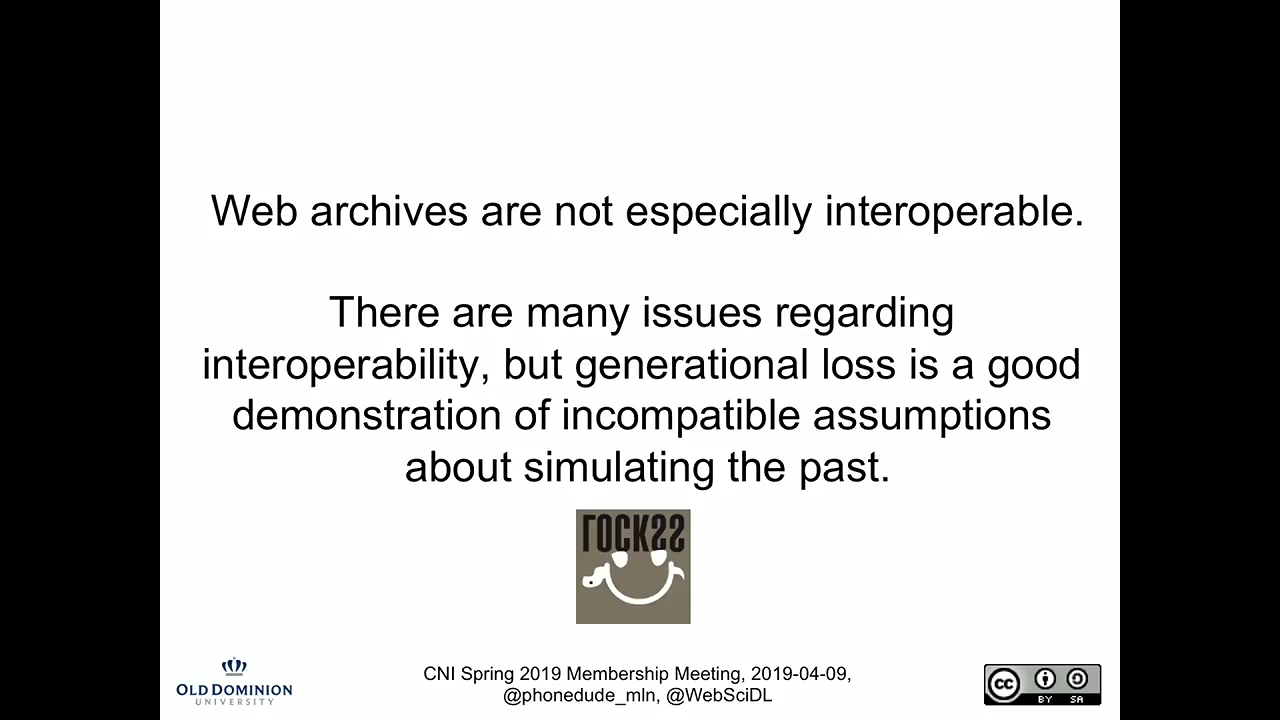 Web archives are not especially interoperable.
There are many issues regarding
interoperability, but generational loss is a good
demonstration of incompatible assumptions
about simulating the past.
LOCKSS
OLD DOMINION
UNIVERSITY
CNI Spring 2019 Membership Meeting, 2019-04-09,
@phonedude_mln, @WebSciDL
cc
BY SA